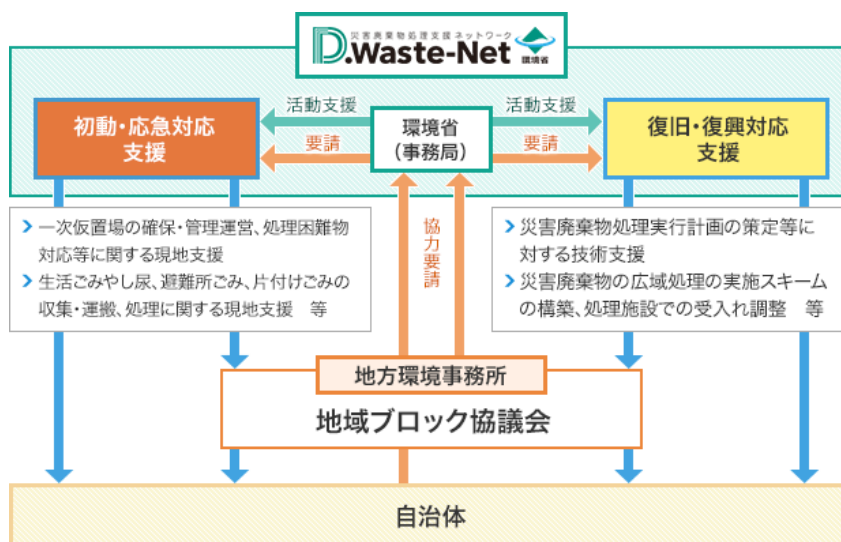 災害廃棄物処理支援ネットワーク
D.Waste-Net
環境省
初動・応急対応
支援
活動支援
要請
環境省
（事務局）
活動支援
要請
復旧・復興対応
支援
一次仮置場の確保・管理運営、処理困難物
対応等に関する現地支援
生活ごみやし尿、避難所ごみ、片付けごみの
収集・運搬、処理に関する現地支援　等
協力要請
災害廃棄物処理実行計画の策定等に
対する技術支援
災害廃棄物の広域処理の実施スキーム
の構築、処理施設での受入れ調整　等
地方環境事務所
地域ブロック協議会
自治体